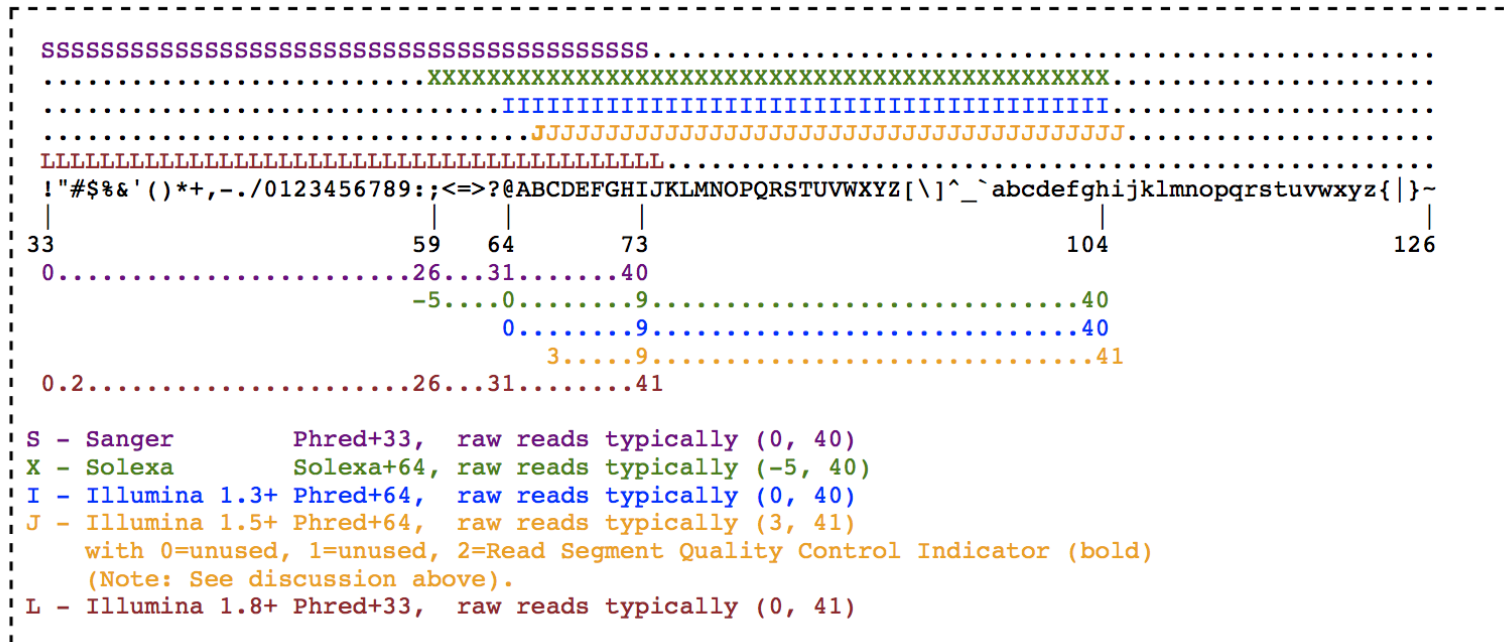 SSSSSSSSSSSSSSSSSSSSSSSSSSSSSSSSSSSSSSSSS.....................................................
..........................XXXXXXXXXXXXXXXXXXXXXXXXXXXXXXXXXXXXXXXXXXXXXX......................
...............................IIIIIIIIIIIIIIIIIIIIIIIIIIIIIIIIIIIIIIIII......................
.................................JJJJJJJJJJJJJJJJJJJJJJJJJJJJJJJJJJJJJJJJ.....................
LLLLLLLLLLLLLLLLLLLLLLLLLLLLLLLLLLLLLLLLLL....................................................
!"#$%&'()*+,-./0123456789:;<=>?@ABCDEFGHIJKLMNOPQRSTUVWXYZ[\]^_`abcdefghijklmnopqrstuvwxyz{|}~
| | | | | |
33 59 64 73 104 126
0........................26...31.......40
-5....0........9.............................40
0........9.............................40
3.....9..............................41
0.2......................26...31........41
S - Sanger Phred+33, raw reads typically (0, 40)
X - Solexa Solexa+64, raw reads typically (-5, 40)
I - Illumina 1.3+ Phred+64, raw reads typically (0, 40)
J - Illumina 1.5+ Phred+64, raw reads typically (3, 41)
with 0=unused, 1=unused, 2=Read Segment Quality Control Indicator (bold)
(Note: See discussion above).
L - Illumina 1.8+ Phred+33, raw reads typically (0, 41)